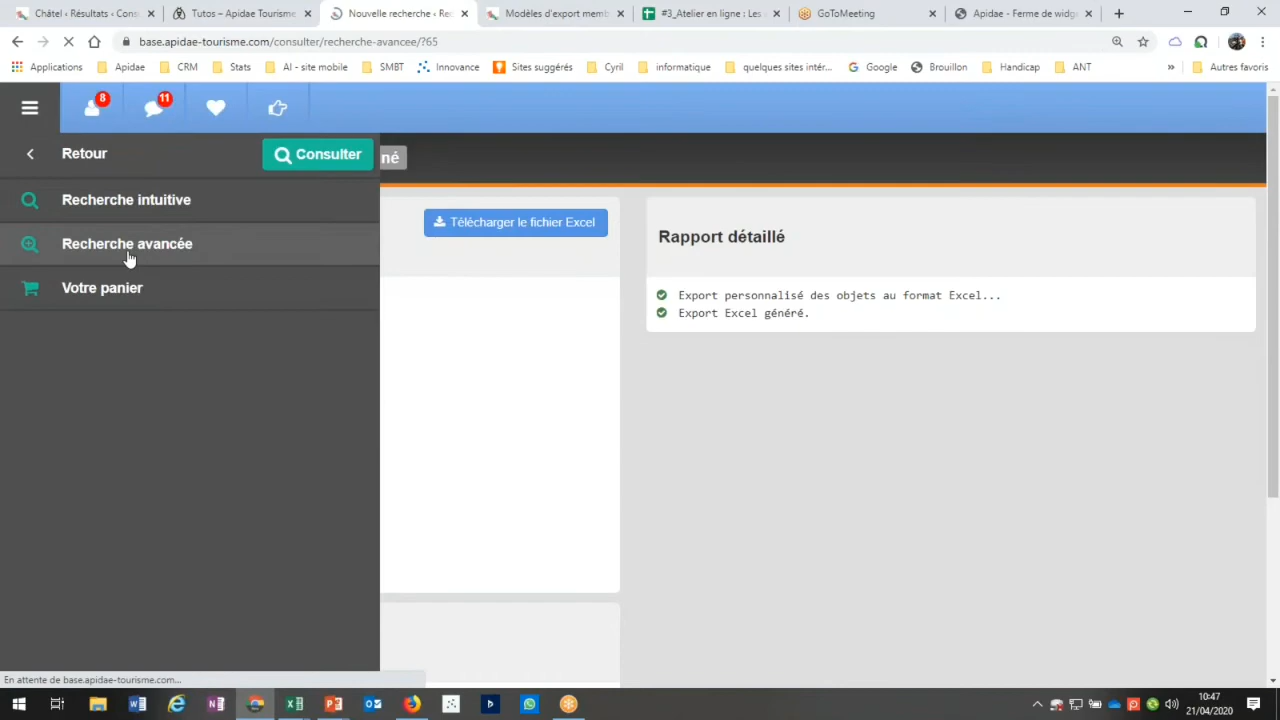 Châtel ‹ Résultats ‹ Cons
Tutos – Apidae Tourisme
Nouvelle recherche ‹ Rec
Modèles d'export memb
#3_Atelier en ligne : Les
GoToMeeting
Apidae - Ferme de widg
base.apidae-tourisme.com/consulter/recherche-avancee/?65
Applications
Apidae
CRM
Stats
AI - site mobile
SMBT
Innovance
Sites suggérés
Cyril
informatique
quelques sites intér...
Google
Brouillon
Handicap
ANT
»
Autres favoris
8
11
Retour
Consulter
né
Recherche intuitive
Recherche avancée
Votre panier
Télécharger le fichier Excel
Rapport détaillé
Export personnalisé des objets au format Excel...
Export Excel généré.
En attente de base.apidae-tourisme.com...
10:47
21/04/2020